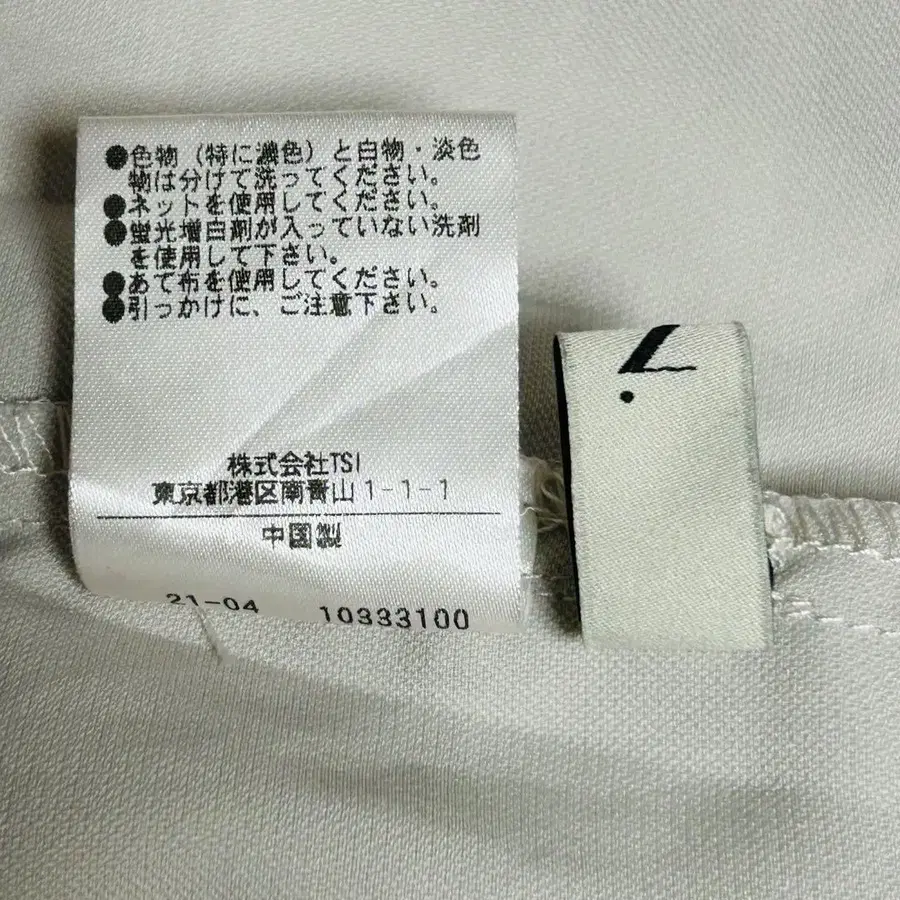 ●色物（特に濃色）と白物・淡色
物は分けて洗ってください。
●ネットを使用してください。
●蛍光増白剤が入っていない洗剤
を使用して下さい。
●あて布を使用してください。
●引っかけに、ご注意下さい。
株式会社TSI
東京都港区南青山1-1-1
中国製
21-04 10333100